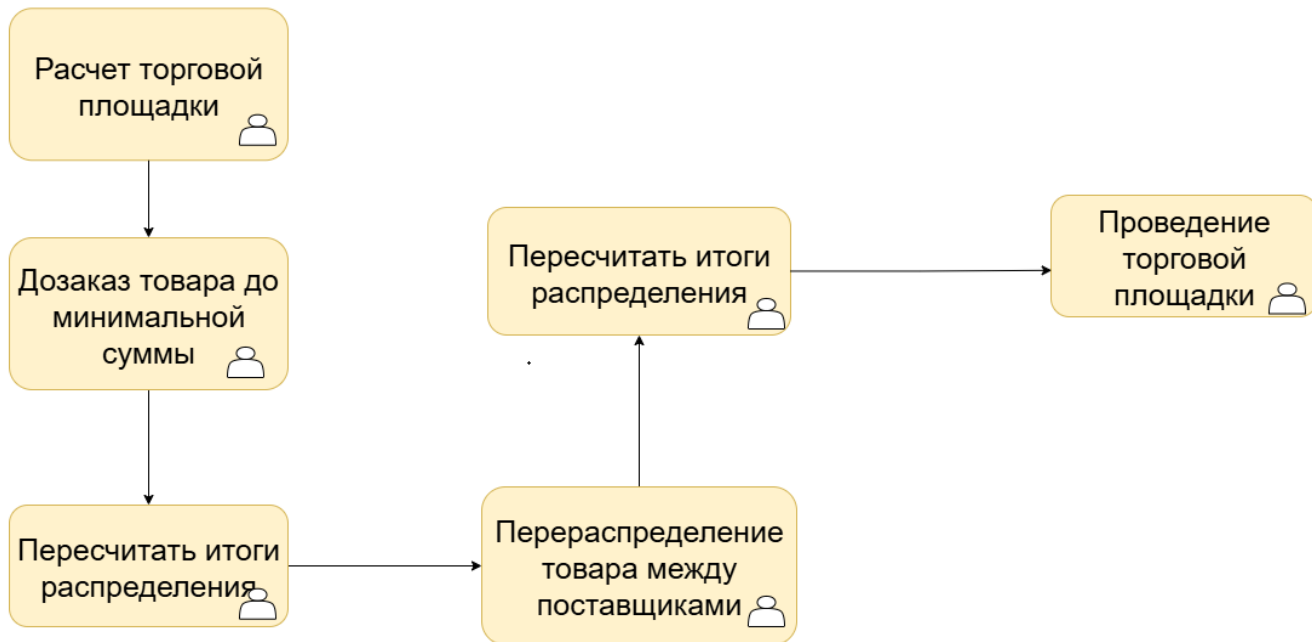 Расчет торговой
площадки
Дозаказ товара до
минимальной
суммы
Пересчитать итоги
распределения
Перераспределение
товара между
поставщиками
Пересчитать итоги
распределения
Проведение
торговой
площадки